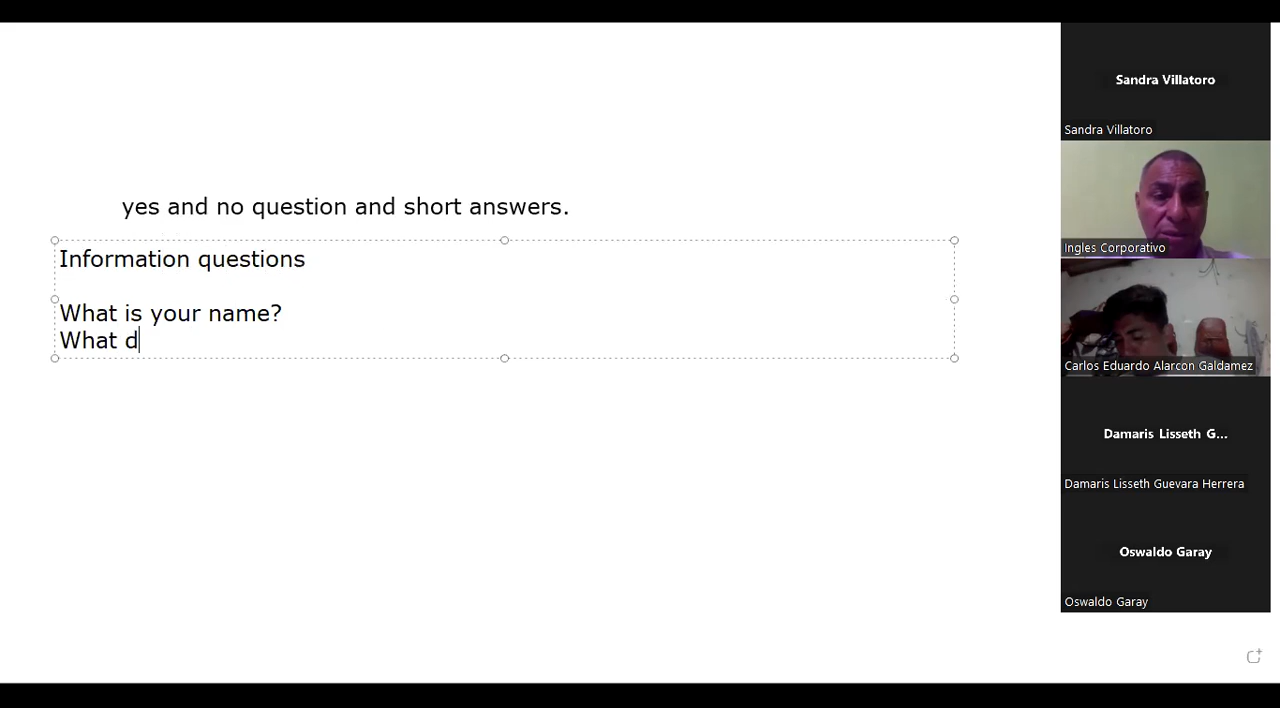 yes and no question and short answers.
Information questions
What is your name?
What d
Sandra Villatoro
Sandra Villatoro
Ingles Corporativo
Carlos Eduardo Alarcon Galdamez
Damaris Lisseth G...
Damaris Lisseth Guevara Herrera
Oswaldo Garay
Oswaldo Garay